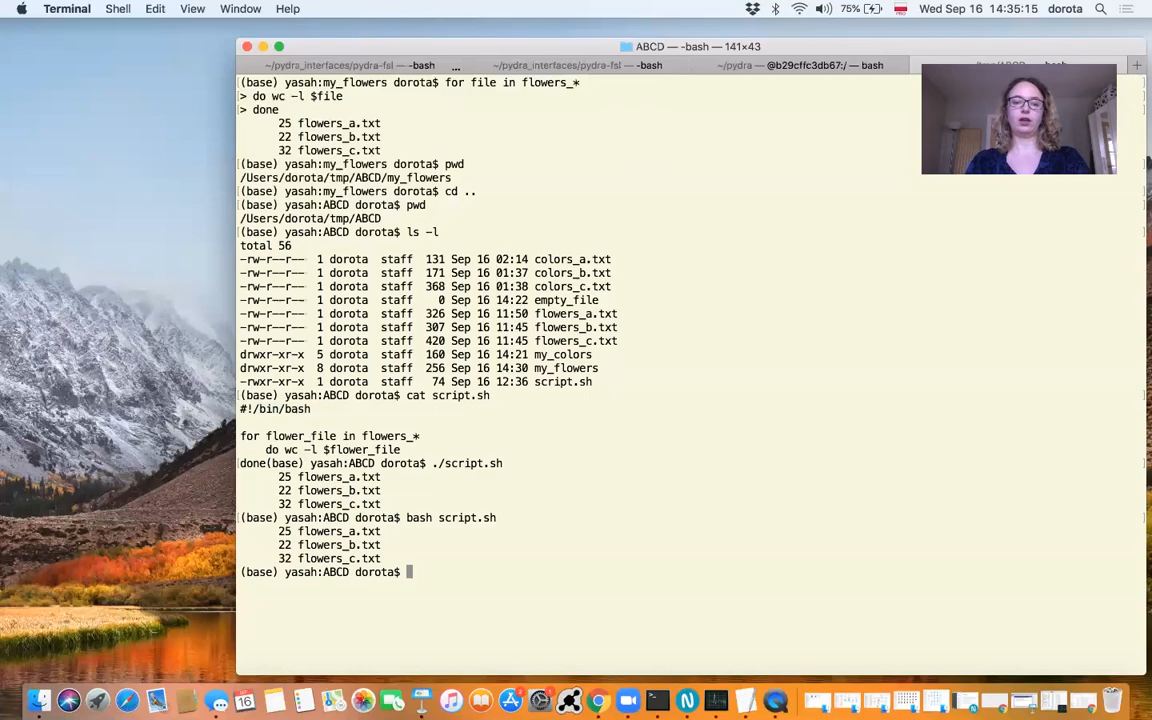 Terminal Shell Edit View Window Help 75% Wed Sep 16 14:35:15 dorota
ABCD — -bash — 141×43
~/pydra_interfaces/pydra-fsl — -bash ... ~/pydra_interfaces/pydra-fsl — -bash ~/pydra — @b29cffc3db67:/ — bash
(base) yasah:my_flowers dorota$ for file in flowers_*
> do wc -l $file
> done
25 flowers_a.txt
22 flowers_b.txt
32 flowers_c.txt
(base) yasah:my_flowers dorota$ pwd
/Users/dorota/tmp/ABCD/my_flowers
(base) yasah:my_flowers dorota$ cd ..
(base) yasah:ABCD dorota$ pwd
/Users/dorota/tmp/ABCD
(base) yasah:ABCD dorota$ ls -l
total 56
-rw-r--r-- 1 dorota staff 131 Sep 16 02:14 colors_a.txt
-rw-r--r-- 1 dorota staff 171 Sep 16 01:37 colors_b.txt
-rw-r--r-- 1 dorota staff 368 Sep 16 01:38 colors_c.txt
-rw-r--r-- 1 dorota staff 0 Sep 16 14:22 empty_file
-rw-r--r-- 1 dorota staff 326 Sep 16 11:50 flowers_a.txt
-rw-r--r-- 1 dorota staff 307 Sep 16 11:45 flowers_b.txt
-rw-r--r-- 1 dorota staff 420 Sep 16 11:45 flowers_c.txt
drwxr-xr-x 5 dorota staff 160 Sep 16 14:21 my_colors
drwxr-xr-x 8 dorota staff 256 Sep 16 14:30 my_flowers
-rwxr-xr-x 1 dorota staff 74 Sep 16 12:36 script.sh
(base) yasah:ABCD dorota$ cat script.sh
#!/bin/bash
for flower_file in flowers_*
do wc -l $flower_file
done(base) yasah:ABCD dorota$ ./script.sh
25 flowers_a.txt
22 flowers_b.txt
32 flowers_c.txt
(base) yasah:ABCD dorota$ bash script.sh
25 flowers_a.txt
22 flowers_b.txt
32 flowers_c.txt
(base) yasah:ABCD dorota$